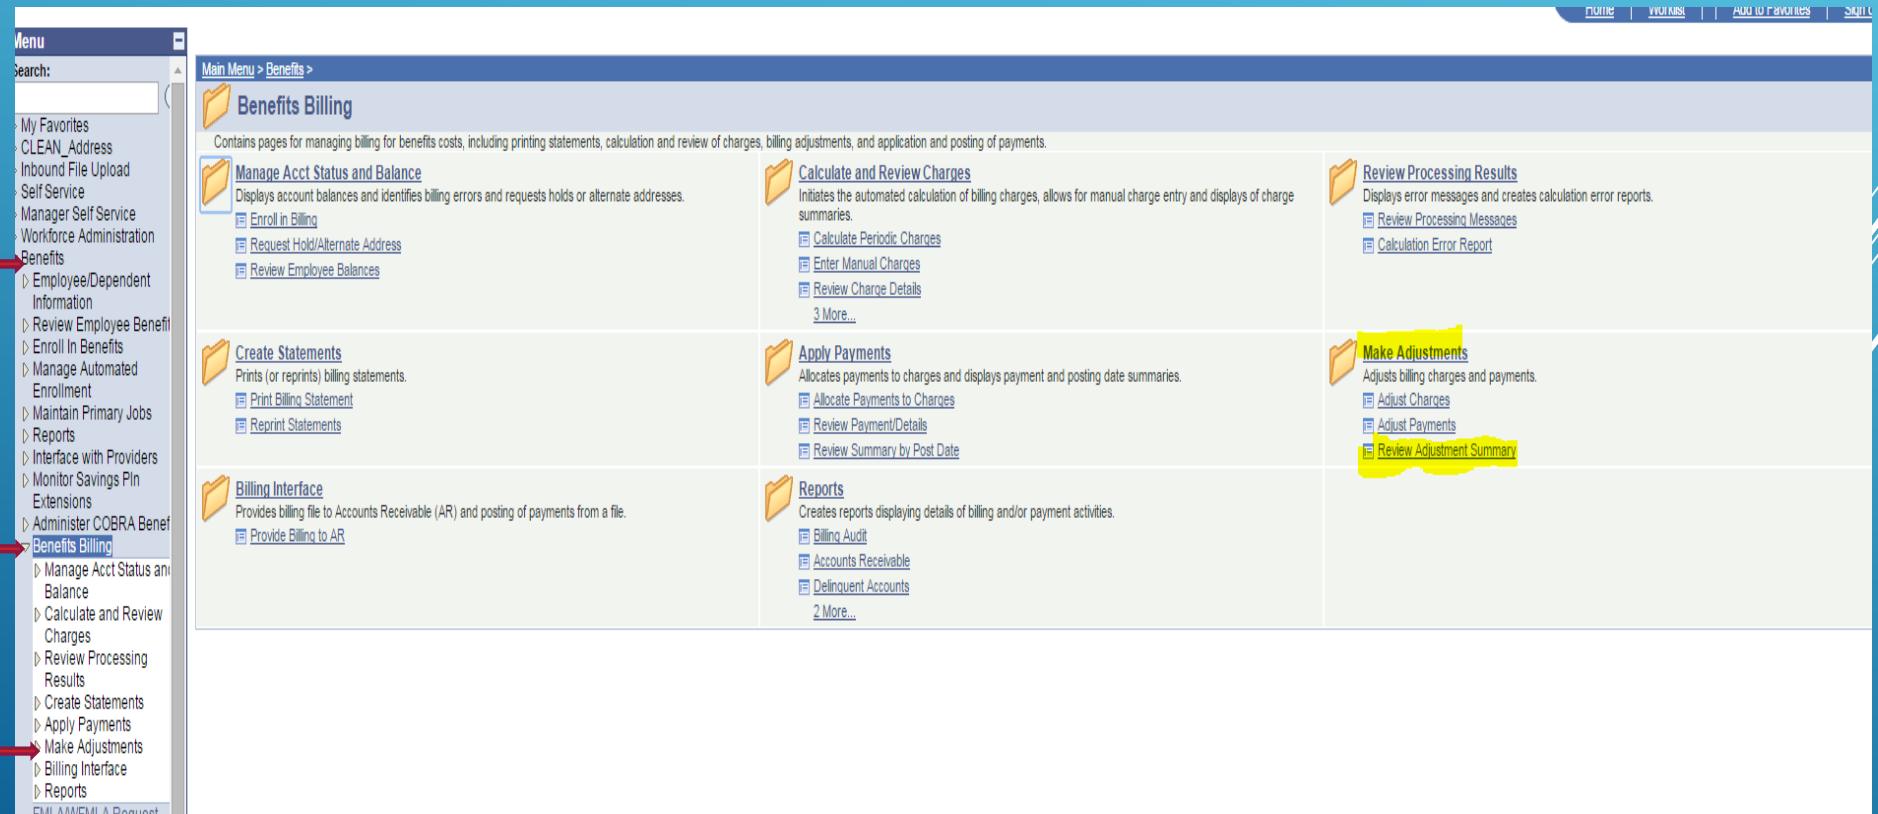 Home | Worklist | Add to Favorites | Sign
Menu
Search:
My Favorites
CLEAN_Address
Inbound File Upload
Self Service
Manager Self Service
Workforce Administration
Benefits
Employee/Dependent
Information
Review Employee Benefit
Enroll In Benefits
Manage Automated
Enrollment
Maintain Primary Jobs
Reports
Interface with Providers
Monitor Savings Pln
Extensions
Administer COBRA Benef
Benefits Billing
Manage Acct Status and
Balance
Calculate and Review
Charges
Review Processing
Results
Create Statements
Apply Payments
Make Adjustments
Billing Interface
Reports
FMLA/WFMLA Request
Main Menu > Benefits >
Benefits Billing
Contains pages for managing billing for benefits costs, including printing statements, calculation and review of charges, billing adjustments, and application and posting of payments.
Manage Acct Status and Balance
Displays account balances and identifies billing errors and requests holds or alternate addresses.
Enroll in Billing
Request Hold/Alternate Address
Review Employee Balances
Calculate and Review Charges
Initiates the automated calculation of billing charges, allows for manual charge entry and displays of charge
summaries.
Calculate Periodic Charges
Enter Manual Charges
Review Charge Details
3 More...
Review Processing Results
Displays error messages and creates calculation error reports.
Review Processing Messages
Calculation Error Report
Create Statements
Prints (or reprints) billing statements.
Print Billing Statement
Reprint Statements
Apply Payments
Allocates payments to charges and displays payment and posting date summaries.
Allocate Payments to Charges
Review Payment/Details
Review Summary by Post Date
Make Adjustments
Adjusts billing charges and payments.
Adjust Charges
Adjust Payments
Review Adjustment Summary
Billing Interface
Provides billing file to Accounts Receivable (AR) and posting of payments from a file.
Provide Billing to AR
Reports
Creates reports displaying details of billing and/or payment activities.
Billing Audit
Accounts Receivable
Delinquent Accounts
2 More...